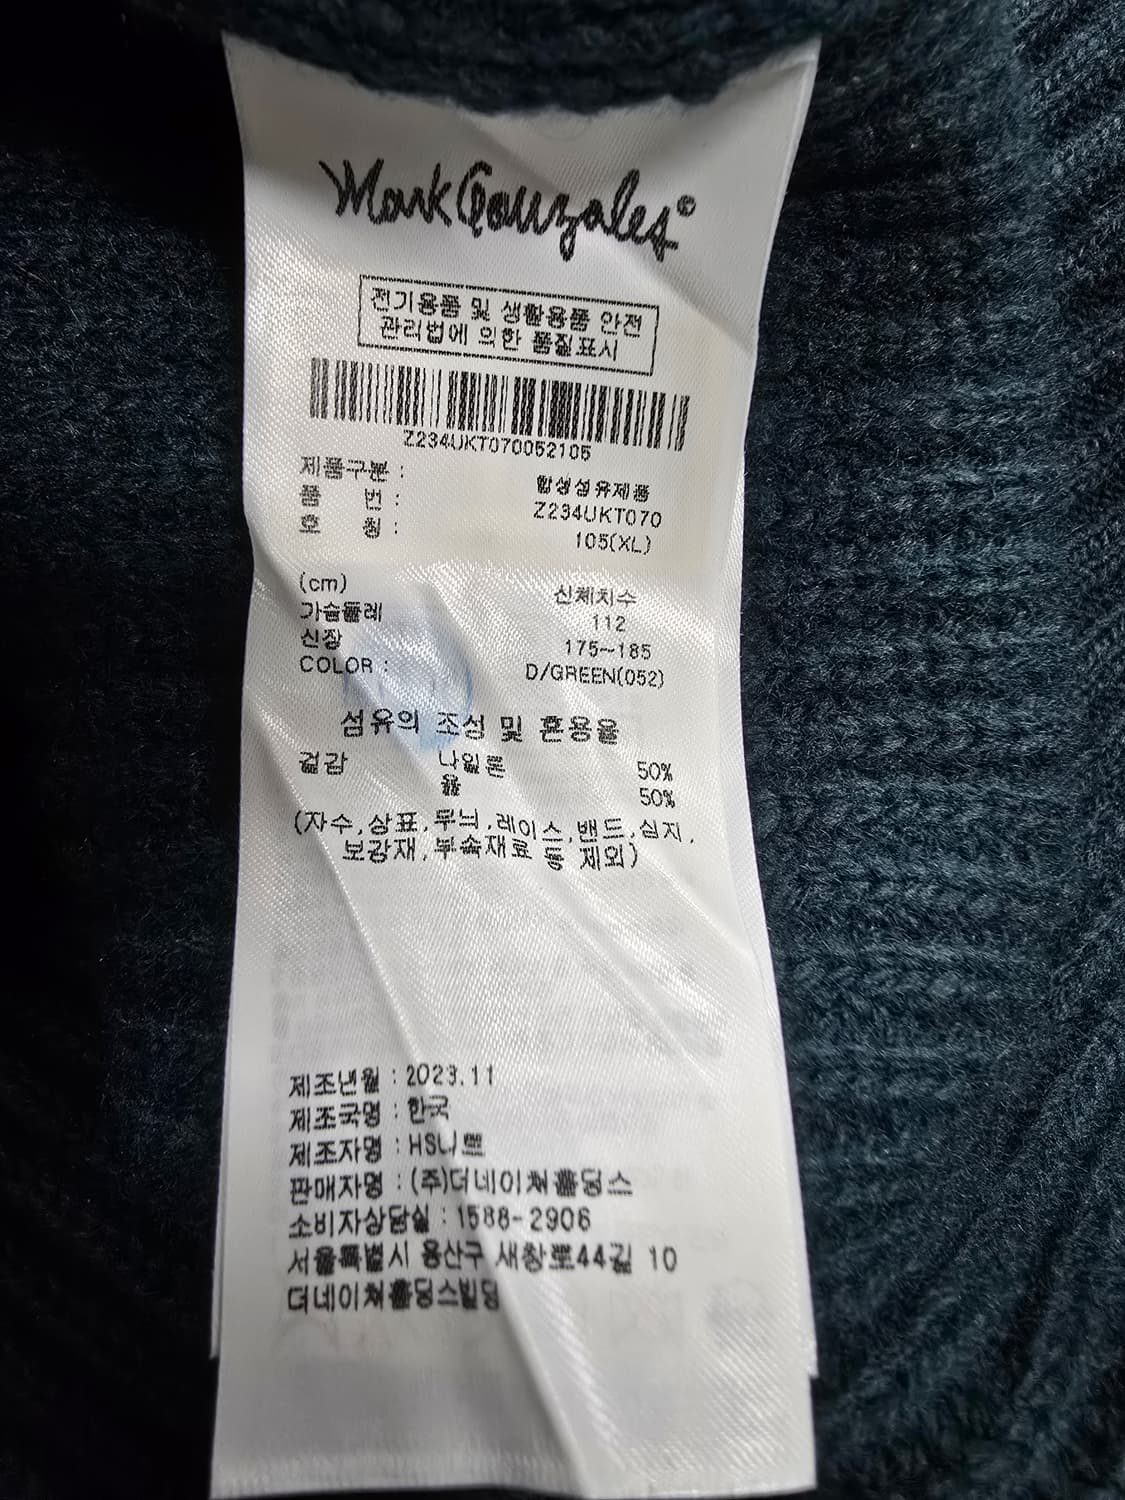 Mark Gonzales©
전기용품 및 생활용품 안전
관리법에 의한 품질표시
Z234UKT070052105
제품구분 : 합성섬유제품
품 번 : Z234UKT070
호 칭 : 105(XL)
(cm) 신체치수
가슴둘레 112
신장 175~185
COLOR : D/GREEN(052)
섬유의 조성 및 혼용율
겉감 나일론 50%
울 50%
(자수,상표,무늬,레이스,밴드,심지,
보강재,부속재료 등 제외)
제조년월 : 2023.11
제조국명 : 한국
제조자명 : HS니트
판매자명 : (주)더네이쳐홀딩스
소비자상담실 : 1588-2906
서울특별시 용산구 새창로44길 10
더네이쳐홀딩스빌딩